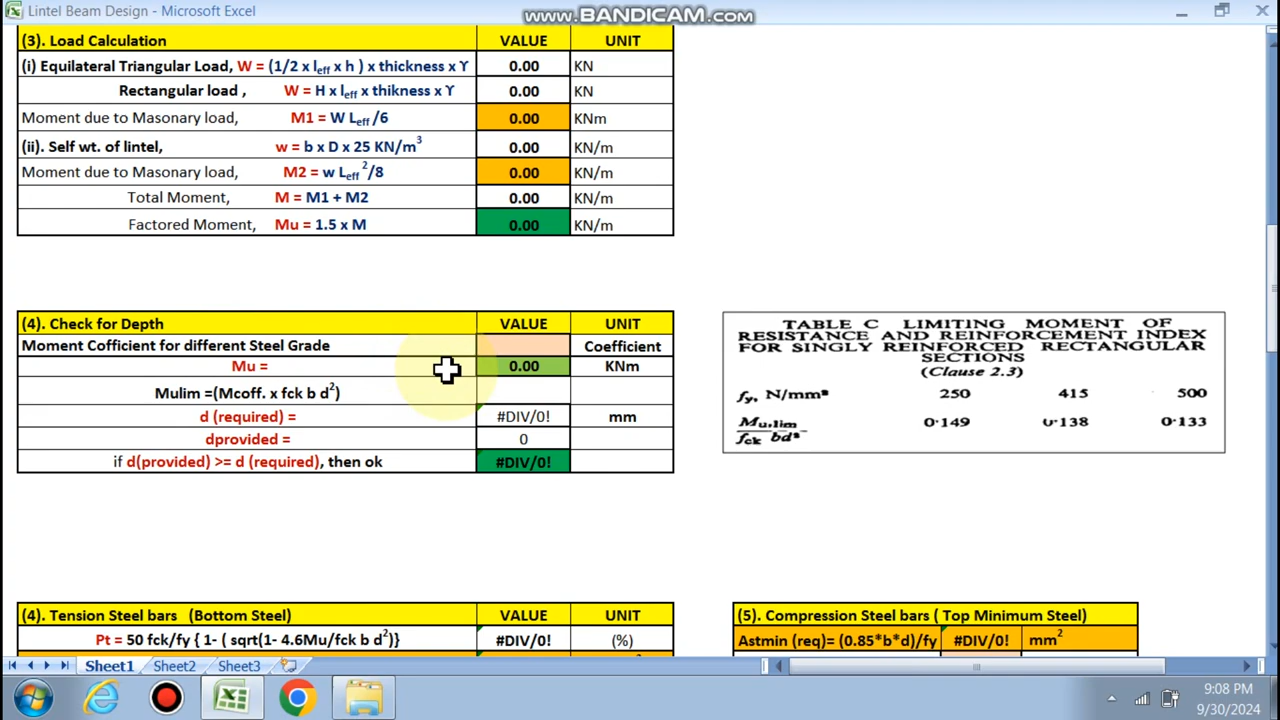 Lintel Beam Design - Microsoft Excel
www.BANDICAM.com
(3). Load Calculation VALUE UNIT
(i) Equilateral Triangular Load, W = (1/2 x leff x h ) x thickness x ϒ 0.00 KN
Rectangular load , W = H x leff x thikness x ϒ 0.00 KN
Moment due to Masonary load, M1 = W Leff /6 0.00 KNm
(ii). Self wt. of lintel, w = b x D x 25 KN/m³ 0.00 KN/m
Moment due to Masonary load, M2 = w Leff ²/8 0.00 KN/m
Total Moment, M = M1 + M2 0.00 KN/m
Factored Moment, Mu = 1.5 x M 0.00 KN/m
(4). Check for Depth VALUE UNIT
Moment Cofficient for different Steel Grade Coefficient
Mu = 0.00 KNm
Mulim =(Mcoff. x fck b d²)
d (required) = #DIV/0! mm
dprovided = 0
if d(provided) >= d (required), then ok #DIV/0!
TABLE C LIMITING MOMENT OF
RESISTANCE AND REINFORCEMENT INDEX
FOR SINGLY REINFORCED RECTANGULAR
SECTIONS
(Clause 2.3)
fy, N/mm² 250 415 500
Mu,lim / fck bd² 0·149 0·138 0·133
(4). Tension Steel bars (Bottom Steel) VALUE UNIT
Pt = 50 fck/fy { 1- ( sqrt(1- 4.6Mu/fck b d²)} #DIV/0! (%)
(5). Compression Steel bars ( Top Minimum Steel)
Astmin (req)= (0.85*b*d)/fy #DIV/0! mm²
Sheet1 Sheet2 Sheet3
9:08 PM
9/30/2024